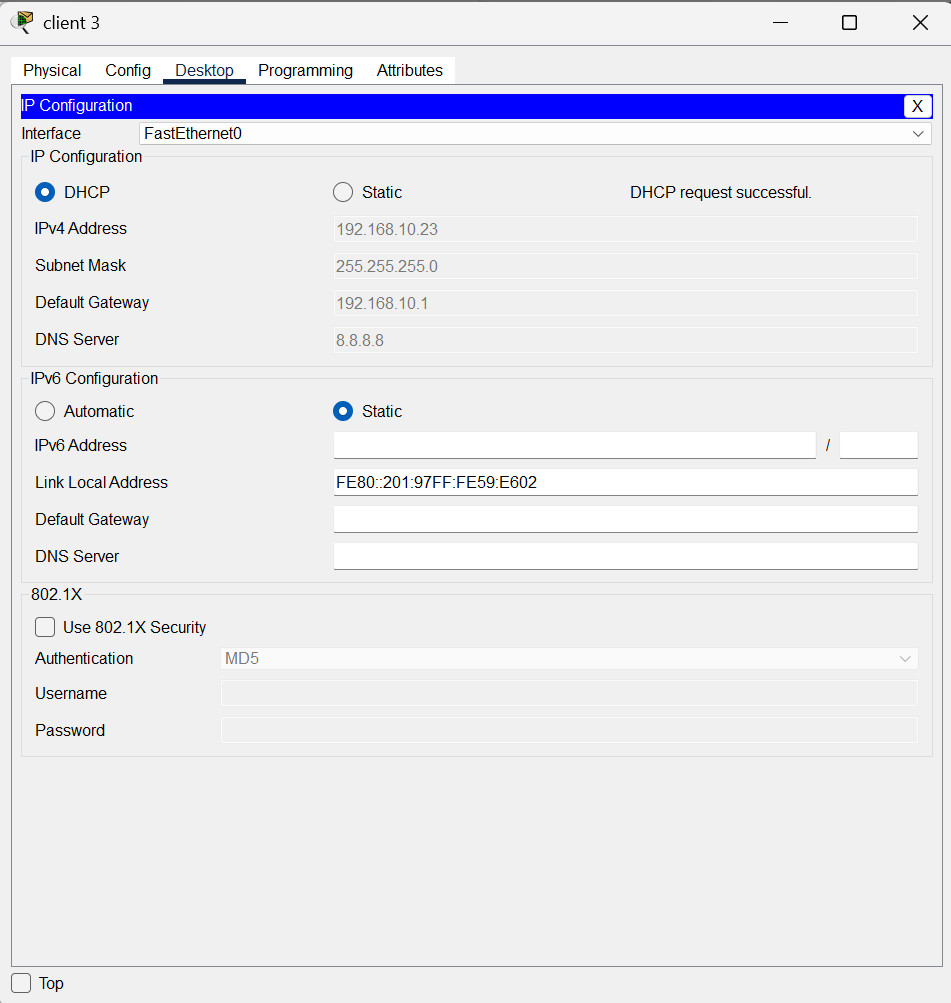 client 3
Physical Config Desktop Programming Attributes
IP Configuration X
Interface FastEthernet0
IP Configuration
DHCP Static DHCP request successful.
IPv4 Address 192.168.10.23
Subnet Mask 255.255.255.0
Default Gateway 192.168.10.1
DNS Server 8.8.8.8
IPv6 Configuration
Automatic Static
IPv6 Address /
Link Local Address FE80::201:97FF:FE59:E602
Default Gateway
DNS Server
802.1X
Use 802.1X Security
Authentication MD5
Username
Password
Top